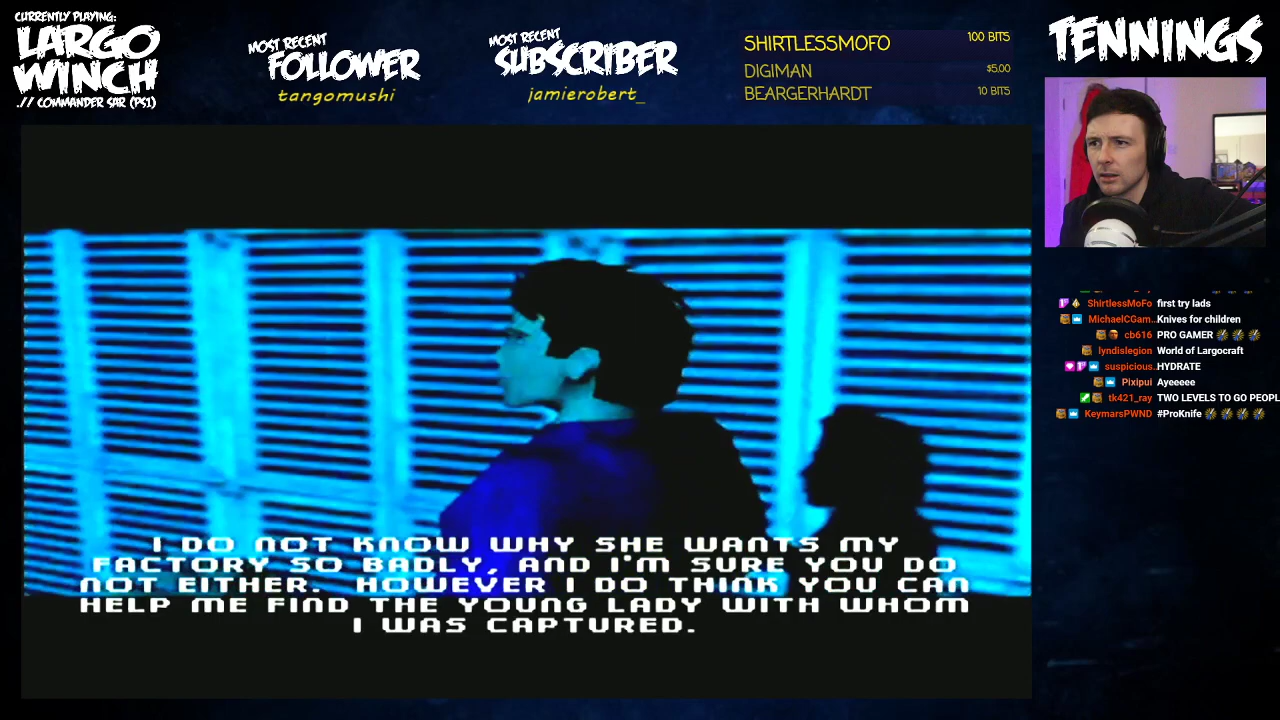 CURRENTLY PLAYING:
LARGO
WINCH
.// COMMANDER SAR (PS1)
MOST RECENT
FOLLOWER
tangomushi
MOST RECENT
SUBSCRIBER
jamierobert_
SHIRTLESSMOFO 100 BITS
DIGIMAN $5.00
BEARGERHARDT 10 BITS
TENNINGS
ShirtlessMoFo first try lads
MichaelCGam.. Knives for children
cb616 PRO GAMER
lyndislegion World of Largocraft
suspicious.. HYDRATE
Pixipui Ayeeeee
tk421_ray TWO LEVELS TO GO PEOPL
KeymarsPWND #ProKnife
I DO NOT KNOW WHY SHE WANTS MY
FACTORY SO BADLY, AND I'M SURE YOU DO
NOT EITHER. HOWEVER I DO THINK YOU CAN
HELP ME FIND THE YOUNG LADY WITH WHOM
I WAS CAPTURED.